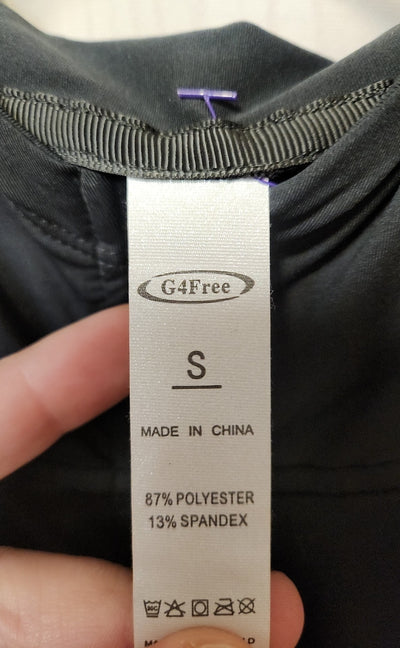 G4Free
S
MADE IN CHINA
87% POLYESTER
13% SPANDEX